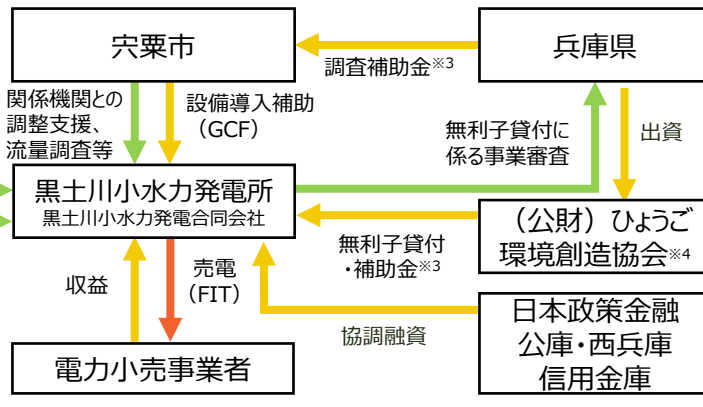 宍粟市
兵庫県
調査補助金※3
関係機関との
調整支援、
流量調査等
設備導入補助
（GCF）
無利子貸付に
係る事業審査
出資
黒土川小水力発電所
黒土川小水力発電合同会社
（公財）ひょうご
環境創造協会※4
無利子貸付
・補助金※3
収益
売電
（FIT）
協調融資
日本政策金融
公庫・西兵庫
信用金庫
電力小売事業者